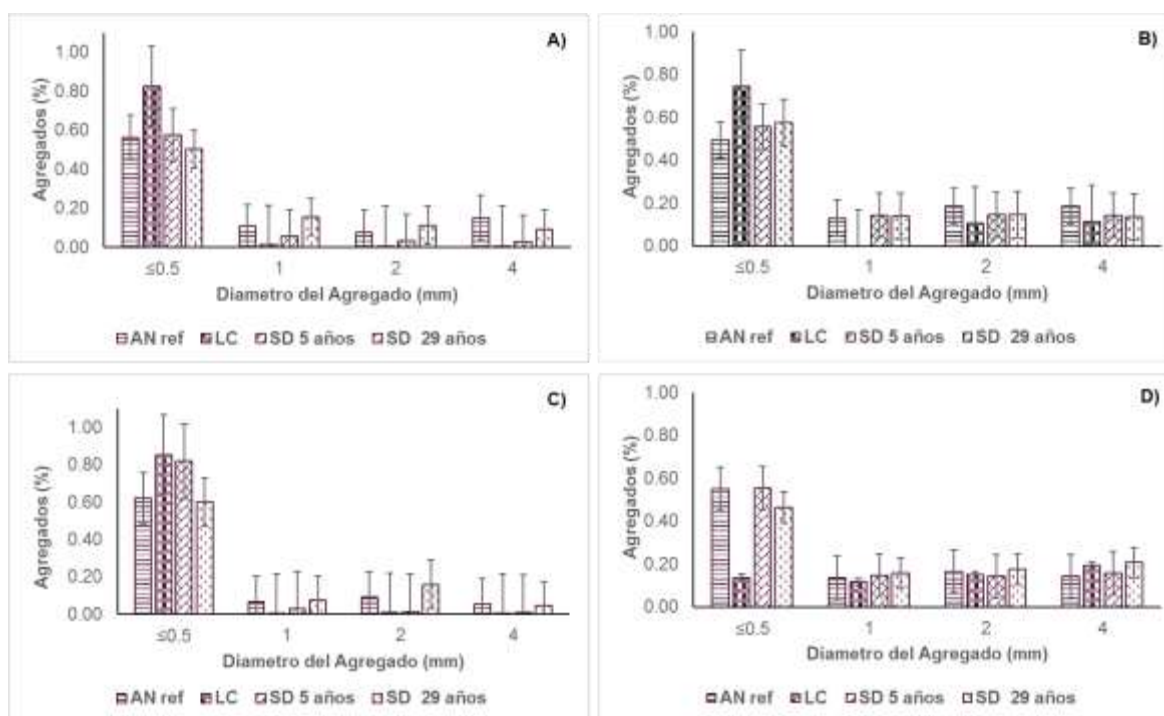 A)
1.00
0.80
0.60
0.40
0.20
0.00
Agregados (%)
≤0.5 1 2 4
Diametro del Agregado (mm)
AN ref LC SD 5 años SD 29 años
B)
1.00
0.80
0.60
0.40
0.20
0.00
Agregados (%)
≤0.5 1 2 4
Diametro del Agregado (mm)
AN ref LC SD 5 años SD 29 años
C)
1.00
0.80
0.60
0.40
0.20
0.00
Agregados (%)
≤0.5 1 2 4
Diametro del Agregado (mm)
AN ref LC SD 5 años SD 29 años
D)
1.00
0.80
0.60
0.40
0.20
0.00
Agregados (%)
≤0.5 1 2 4
Diametro del Agregado (mm)
AN ref LC SD 5 años SD 29 años